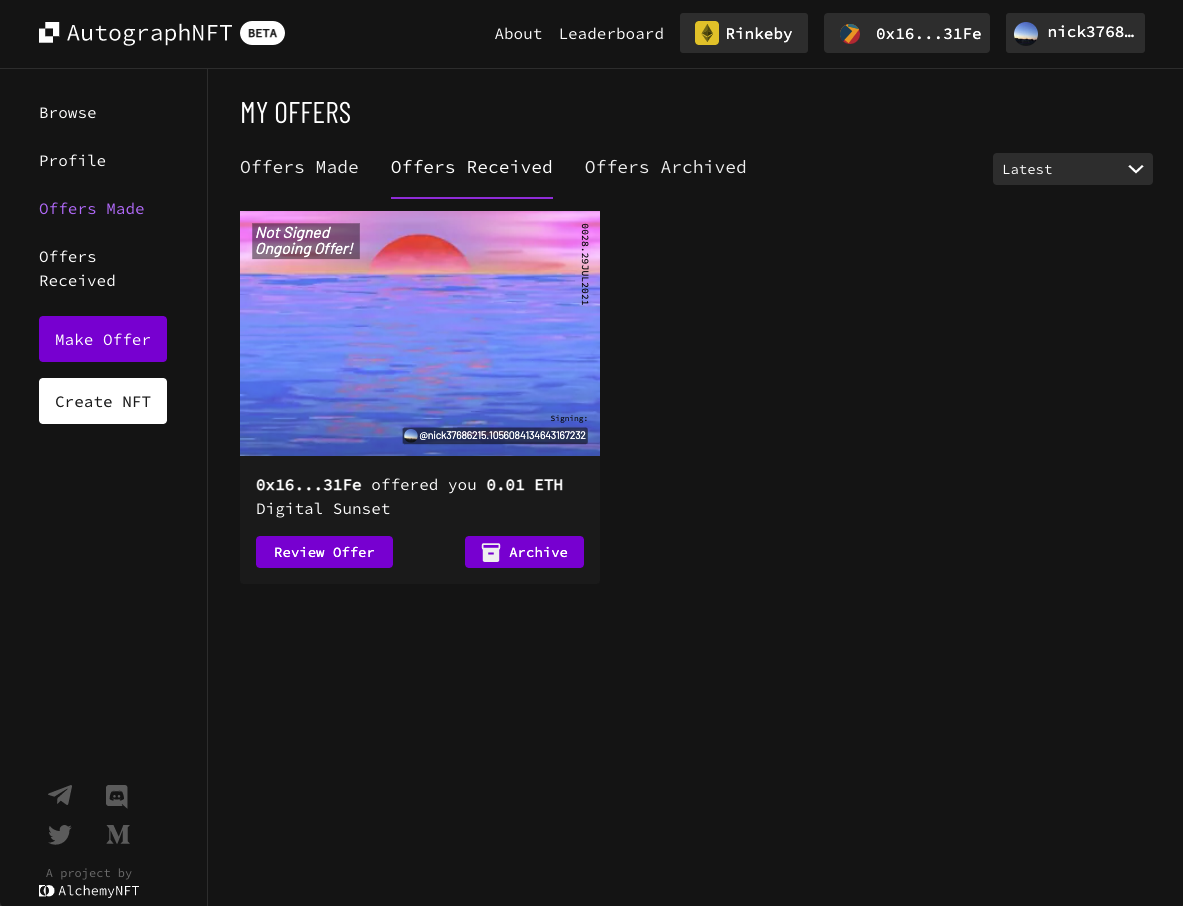 AutographNFT BETA
About Leaderboard Rinkeby 0x16...31Fe nick3768...
Browse
Profile
Offers Made
Offers
Received
Make Offer
Create NFT
MY OFFERS
Offers Made Offers Received Offers Archived
Latest
Not Signed
Ongoing Offer!
0028.29JUL2021
Signing:
@nick37686215.1056084134643167232
0x16...31Fe offered you 0.01 ETH
Digital Sunset
Review Offer
Archive
A project by
AlchemyNFT